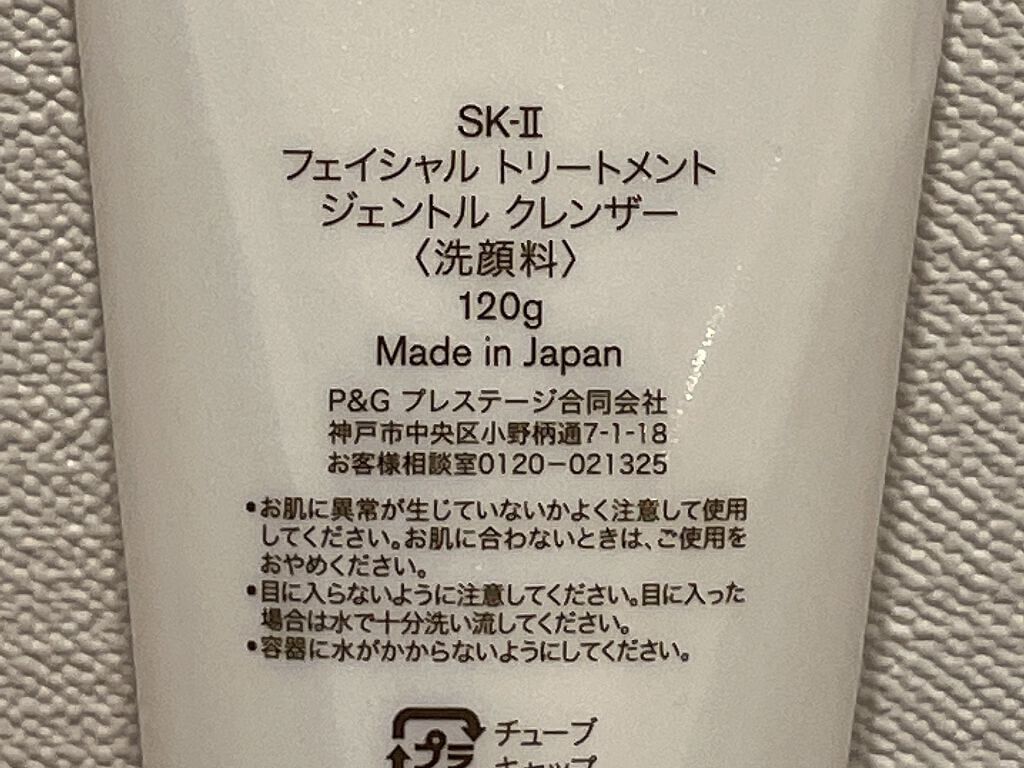 SK-Ⅱ
フェイシャル トリートメント
ジェントル クレンザー
〈洗顔料〉
120g
Made in Japan
P&G プレステージ合同会社
神戸市中央区小野柄通7-1-18
お客様相談室0120-021325
•お肌に異常が生じていないかよく注意して使用
してください。お肌に合わないときは、ご使用を
おやめください。
•目に入らないように注意してください。目に入った
場合は水で十分洗い流してください。
•容器に水がかからないようにしてください。
プラ チューブ
キャップ